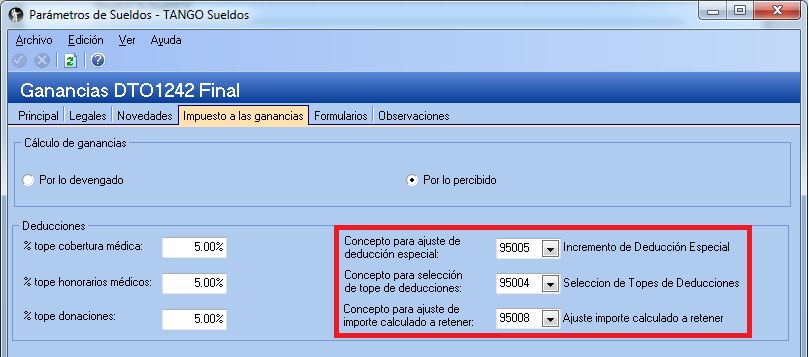 Parámetros de Sueldos - TANGO Sueldos
Archivo Edición Ver Ayuda
Ganancias DTO1242 Final
Principal Legales Novedades Impuesto a las ganancias Formularios Observaciones
Cálculo de ganancias
Por lo devengado Por lo percibido
Deducciones
% tope cobertura médica: 5.00%
Concepto para ajuste de
deducción especial: 95005 Incremento de Deducción Especial
% tope honorarios médicos: 5.00%
Concepto para selección
de tope de deducciones: 95004 Seleccion de Topes de Deducciones
% tope donaciones: 5.00%
Concepto para ajuste de
importe calculado a retener: 95008 Ajuste importe calculado a retener